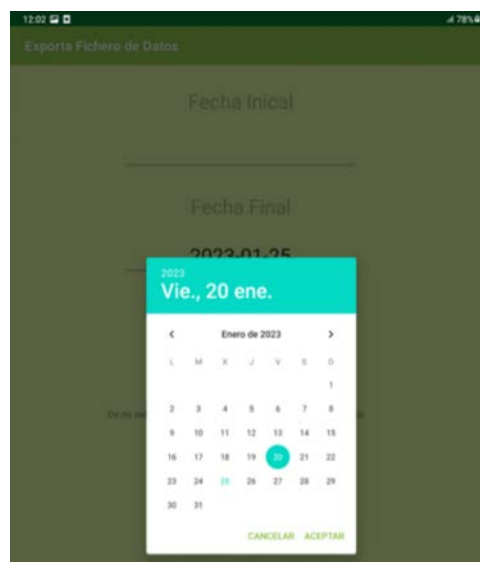 12:02 78%
Exporta Fichero de Datos
Fecha Inical
Fecha Final
2023-01-25
2023
Vie., 20 ene.
Enero de 2023
L M X J V S D
1
2 3 4 5 6 7 8
9 10 11 12 13 14 15
16 17 18 19 20 21 22
23 24 25 26 27 28 29
30 31
CANCELAR ACEPTAR